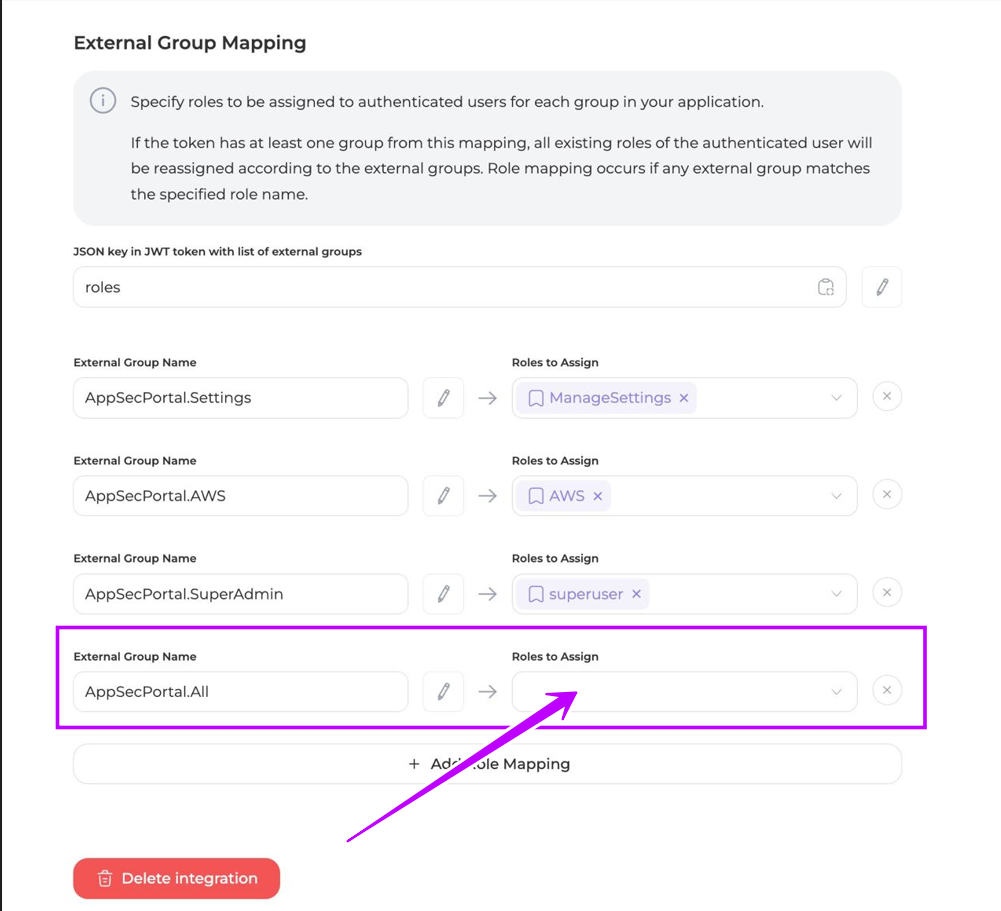 External Group Mapping
Specify roles to be assigned to authenticated users for each group in your application.
If the token has at least one group from this mapping, all existing roles of the authenticated user will
be reassigned according to the external groups. Role mapping occurs if any external group matches
the specified role name.
JSON key in JWT token with list of external groups
roles
External Group Name Roles to Assign
AppSecPortal.Settings ManageSettings ×
External Group Name Roles to Assign
AppSecPortal.AWS AWS ×
External Group Name Roles to Assign
AppSecPortal.SuperAdmin superuser ×
External Group Name Roles to Assign
AppSecPortal.All
+ Add Role Mapping
Delete integration